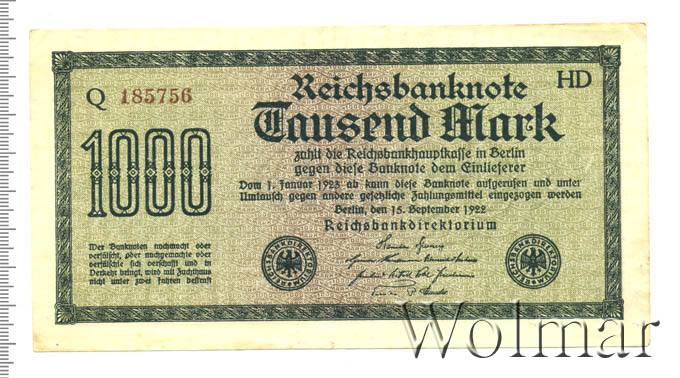 Q 185756
HD
1000
Reichsbanknote
Tausend Mark
zahlt die Reichsbankhauptkasse in Berlin
gegen diese Banknote dem Einlieferer
Vom 1. Januar 1923 ab kann diese Banknote aufgerufen und unter
Umtausch gegen andere gesetzliche Zahlungsmittel eingezogen werden
Berlin, den 15. September 1922
Reichsbankdirektorium
Wer Banknoten nachmacht oder
verfälscht, oder nachgemachte oder
verfälschte sich verschafft und in
Verkehr bringt, wird mit Zuchthaus
nicht unter zwei Jahren bestraft
Wolmar